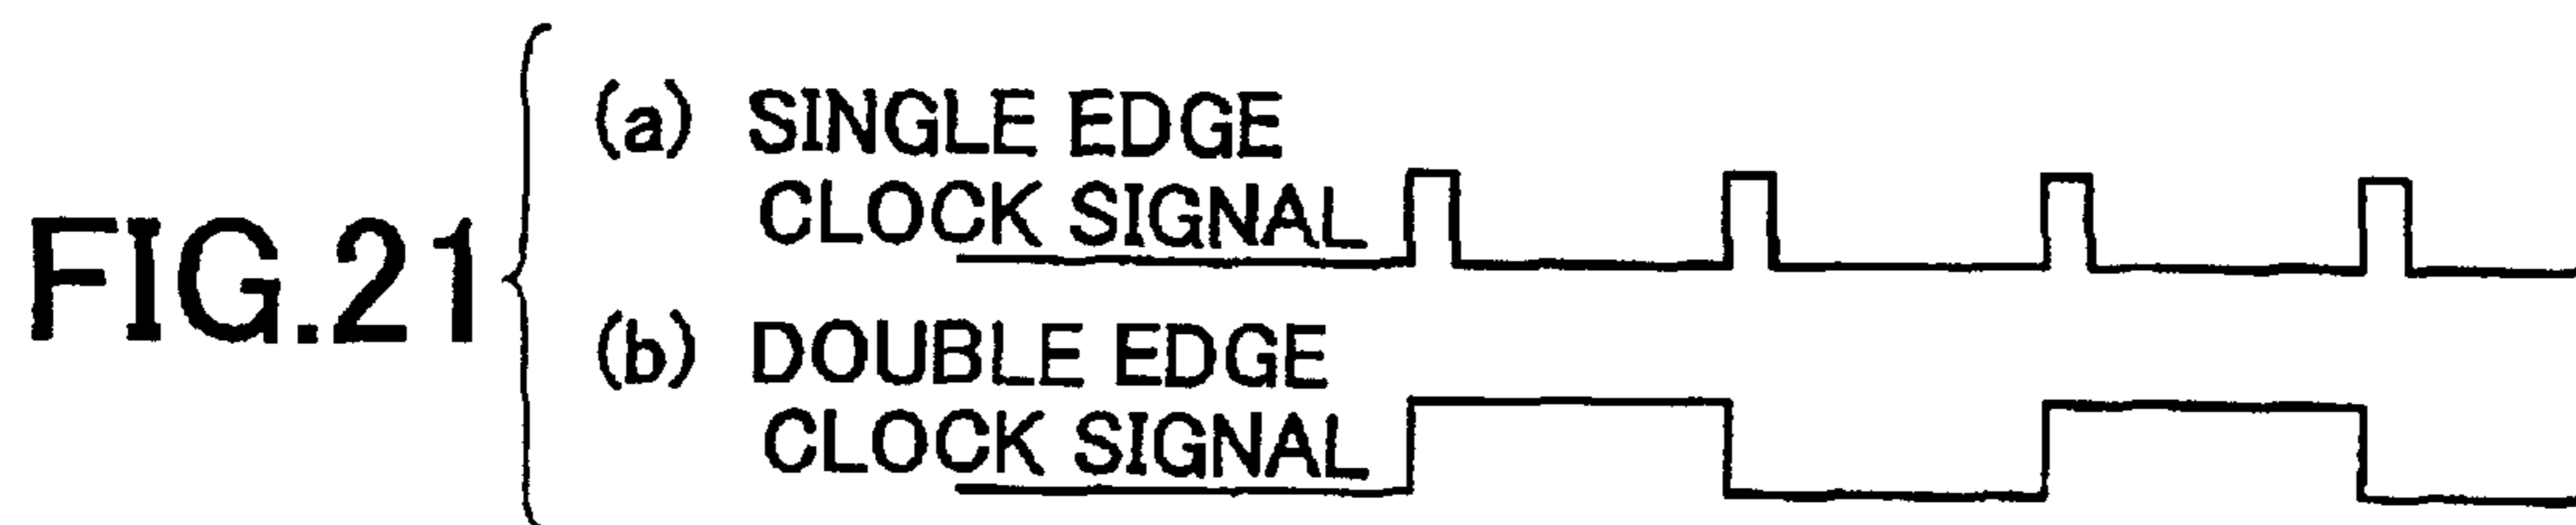 FIG.21
(a) SINGLE EDGE
CLOCK SIGNAL
(b) DOUBLE EDGE
CLOCK SIGNAL